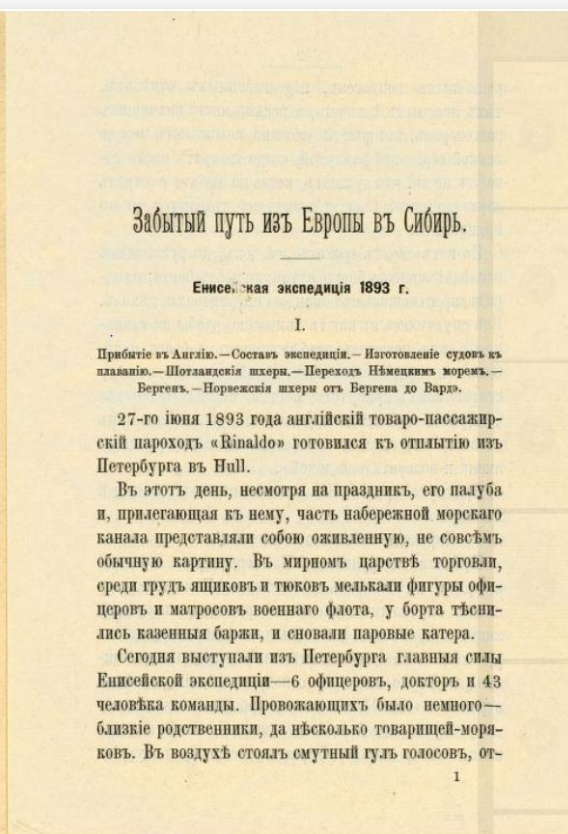 Забытый путь изъ Европы въ Сибирь.
Енисейская экспедиція 1893 г.
I.
Прибытіе въ Англію.—Составъ экспедиціи.—Изготовленіе судовъ къ
плаванію.—Шотландскія шхеры.—Переходъ Нѣмецкимъ моремъ.—
Бергенъ.—Норвежскія шхеры отъ Бергена до Вардэ.
27-го іюня 1893 года англійскій товаро-пассажир-
скій пароходъ «Rinaldo» готовился къ отплытію изъ
Петербурга въ Hull.
Въ этотъ день, несмотря на праздникъ, его палуба
и, прилегающая къ нему, часть набережной морскаго
канала представляли собою оживленную, не совсѣмъ
обычную картину. Въ мирномъ царствѣ торговли,
среди грудъ ящиковъ и тюковъ мелькали фигуры офи-
церовъ и матросовъ военнаго флота, у борта тѣсни-
лись казенныя баржи, и сновали паровые катера.
Сегодня выступали изъ Петербурга главныя силы
Енисейской экспедиціи—6 офицеровъ, докторъ и 43
человѣка команды. Провожающихъ было немного—
близкіе родственники, да нѣсколько товарищей-моря-
ковъ. Въ воздухѣ стоялъ смутный гулъ голосовъ, от-
1